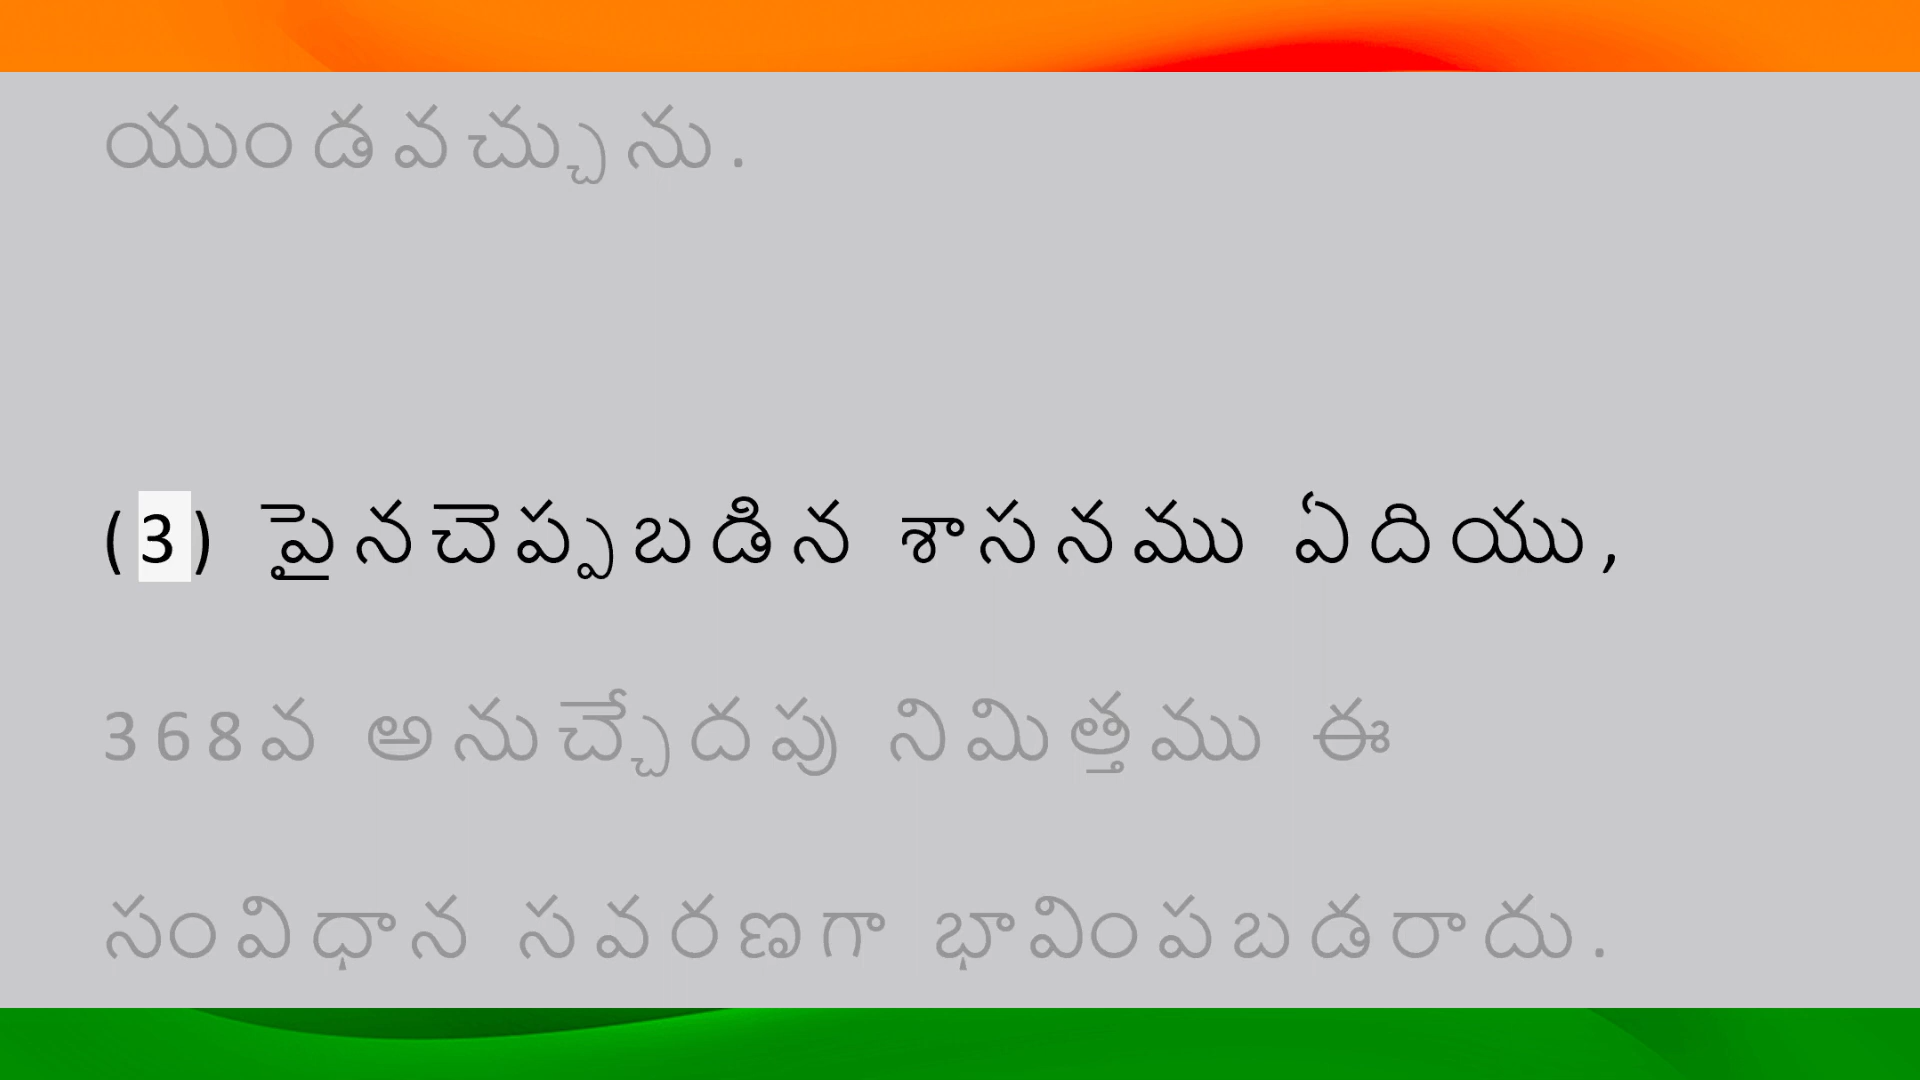 యుండవచ్చును.
(3) పైనచెప్పబడిన శాసనము ఏదియు,
368వ అనుచ్ఛేదపు నిమిత్తము ఈ
సంవిధాన సవరణగా భావింపబడరాదు.